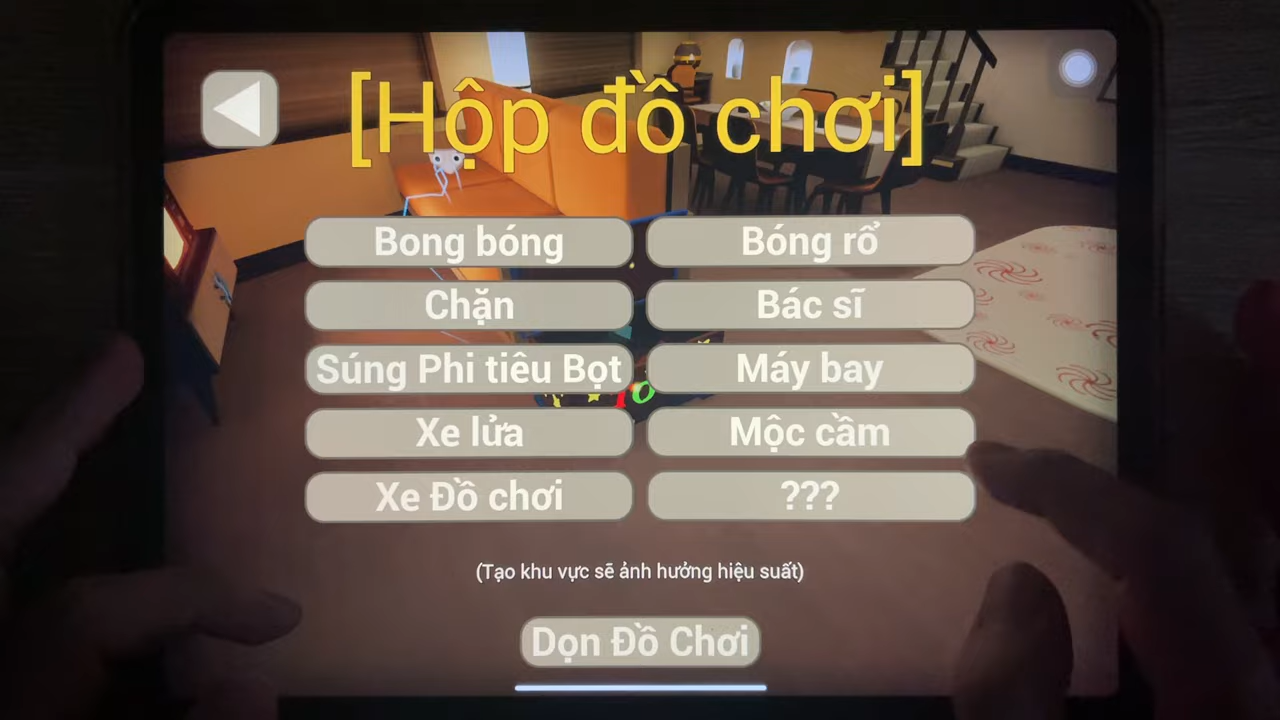 [Hộp đồ chơi]
Bong bóng
Bóng rổ
Chặn
Bác sĩ
Súng Phi tiêu Bọt
Máy bay
Xe lửa
Mộc cầm
Xe Đồ chơi
???
(Tạo khu vực sẽ ảnh hưởng hiệu suất)
Dọn Đồ Chơi